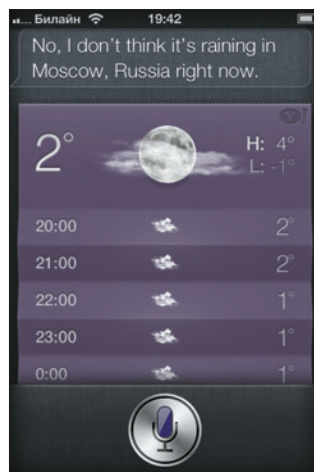 Билайн 19:42
No, I don't think it's raining in
Moscow, Russia right now.
Y!
2° H: 4°
L: -1°
20:00 2°
21:00 2°
22:00 1°
23:00 1°
0:00 1°